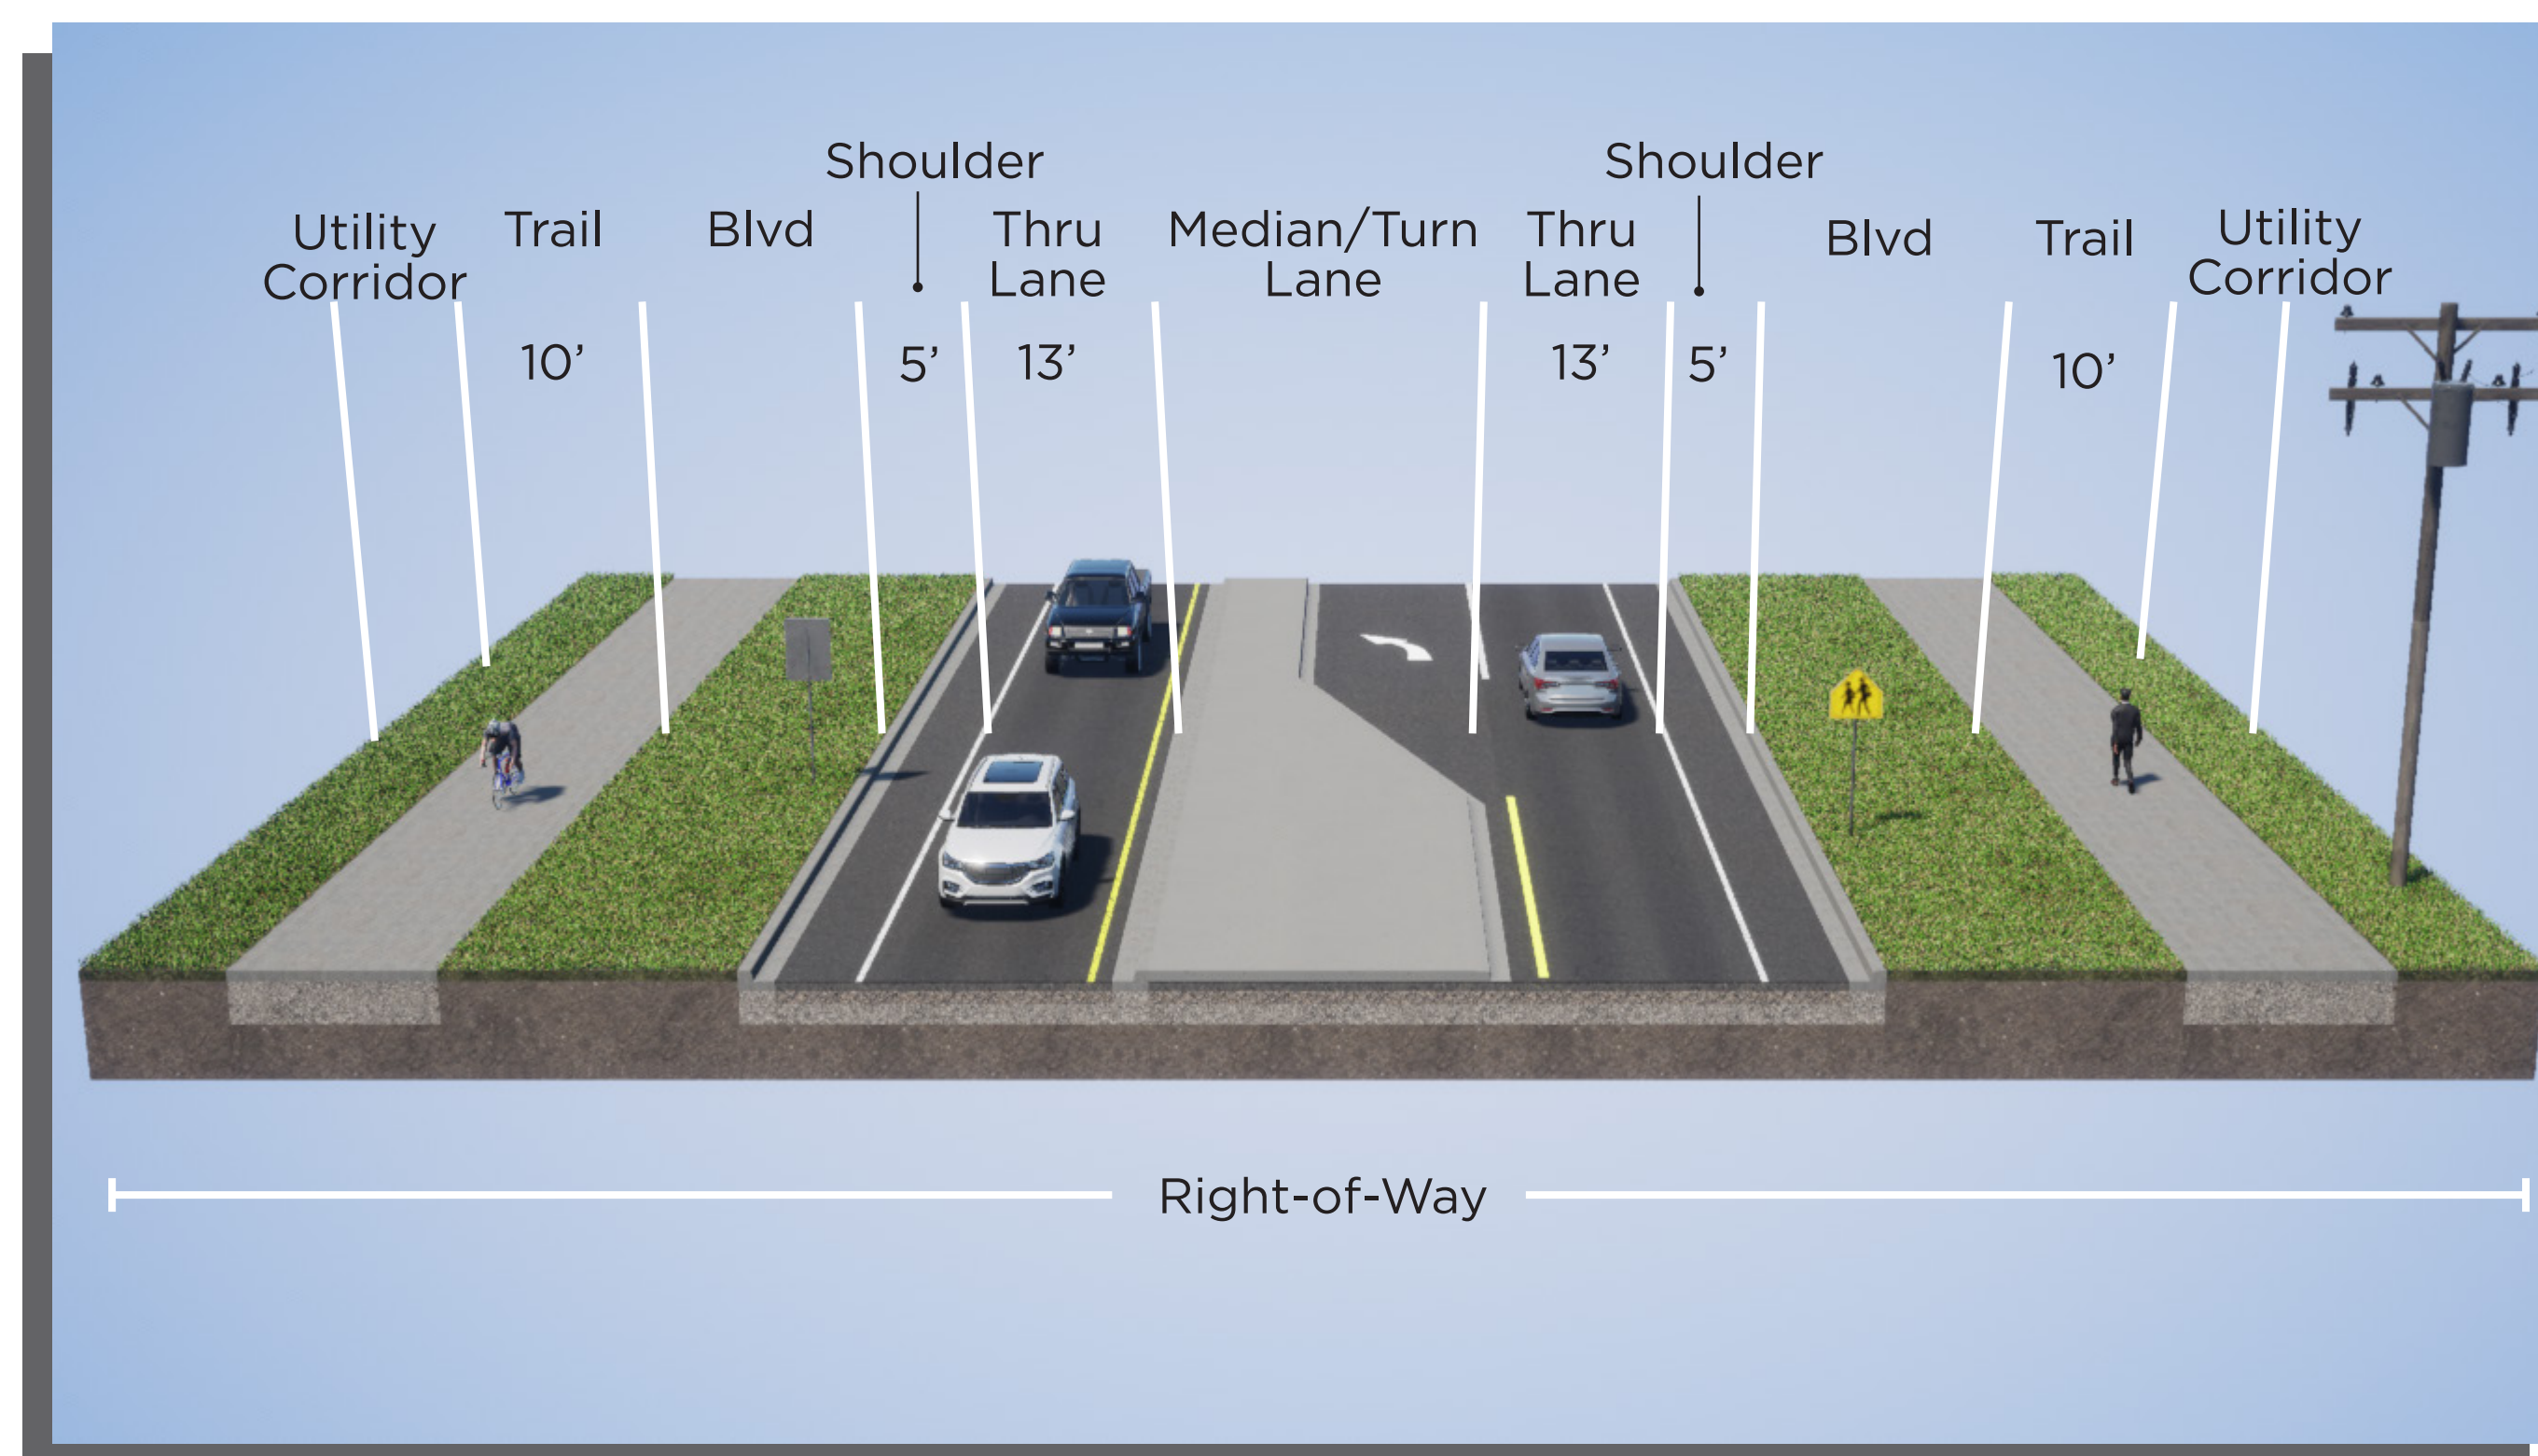 Shoulder
Shoulder
Utility
Corridor
Trail
Blvd
Thru
Lane
Median/Turn
Lane
Thru
Lane
Blvd
Trail
Utility
Corridor
10’
5’
13’
13’
5’
10’
Right-of-Way